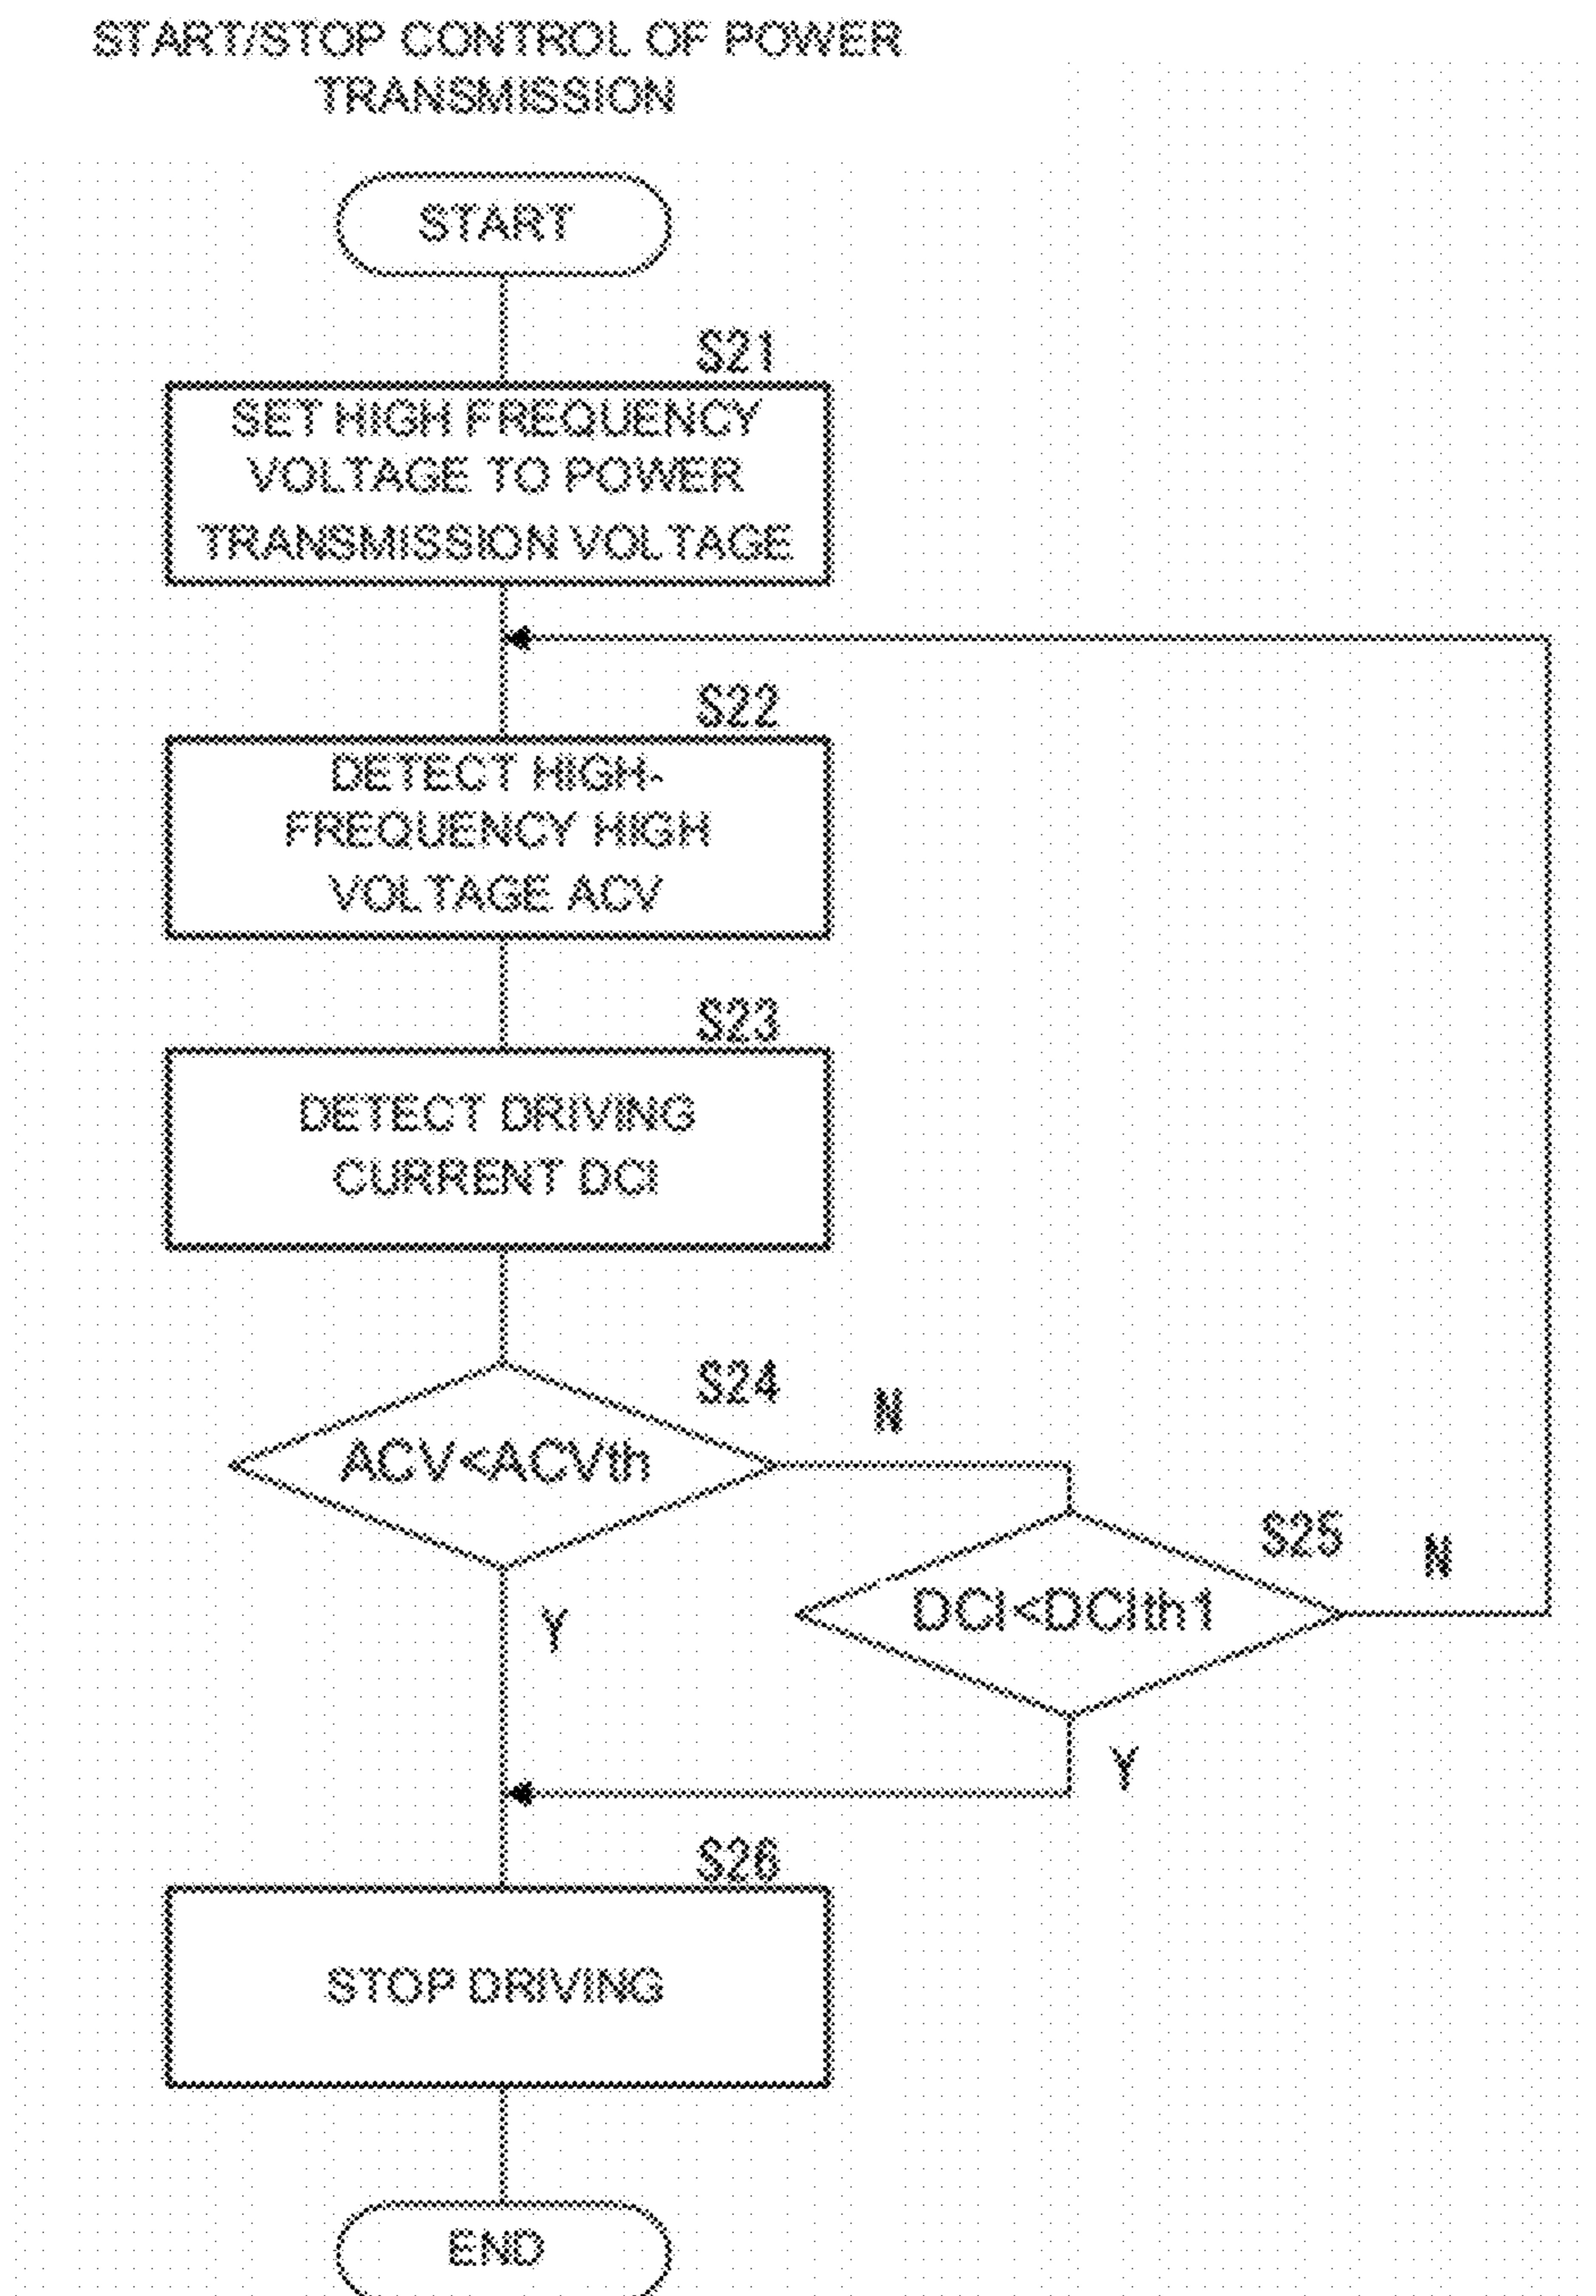 START/STOP CONTROL OF POWER
TRANSMISSION
START
S21
SET HIGH FREQUENCY
VOLTAGE TO POWER
TRANSMISSION VOLTAGE
S22
DETECT HIGH-
FREQUENCY HIGH
VOLTAGE ACV
S23
DETECT DRIVING
CURRENT DCI
S24
N
ACV<ACVth
S25
N
DCI<DCIth1
Y
Y
S26
STOP DRIVING
END